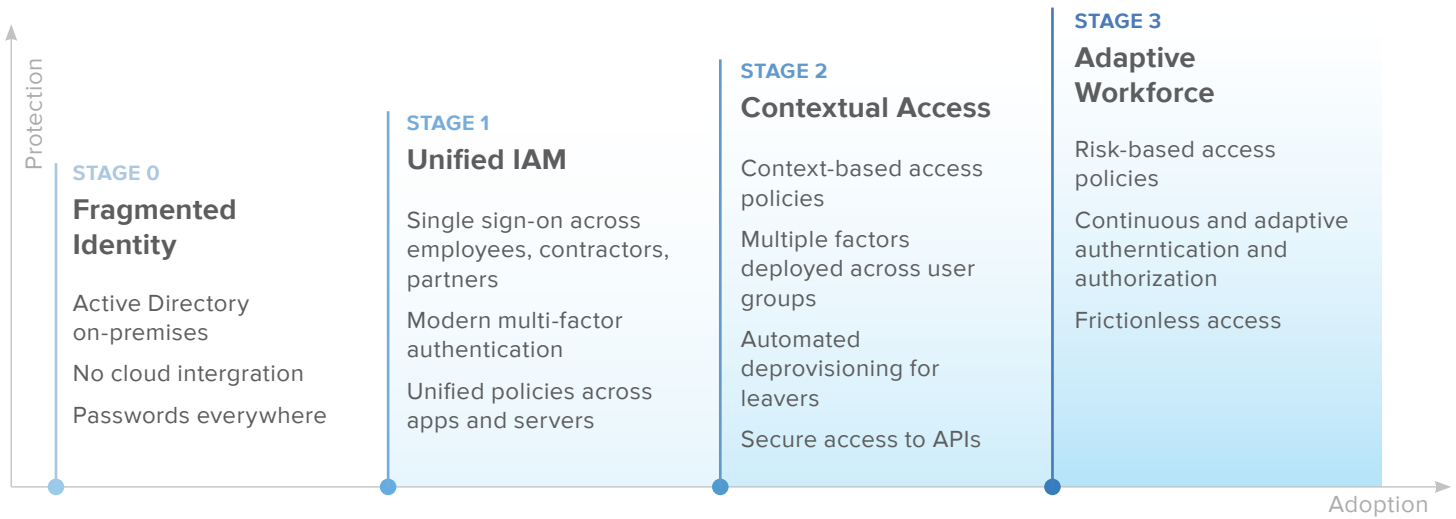 Protection
STAGE 0
Fragmented
Identity
Active Directory
on-premises
No cloud intergration
Passwords everywhere
STAGE 1
Unified IAM
Single sign-on across
employees, contractors,
partners
Modern multi-factor
authentication
Unified policies across
apps and servers
STAGE 2
Contextual Access
Context-based access
policies
Multiple factors
deployed across user
groups
Automated
deprovisioning for
leavers
Secure access to APIs
STAGE 3
Adaptive
Workforce
Risk-based access
policies
Continuous and adaptive
autherntication and
authorization
Frictionless access
Adoption